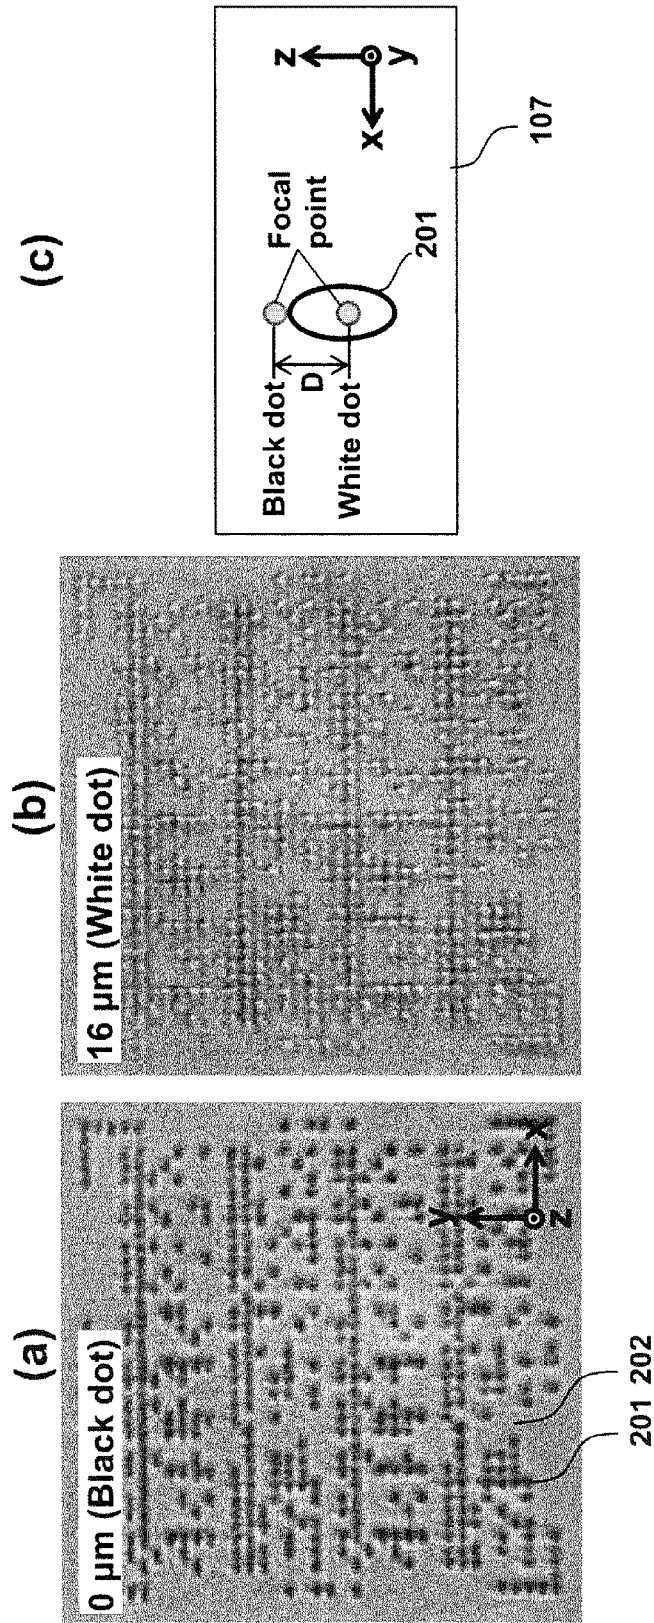 (a)
0 μm (Black dot)
y
x
z
201
202
(b)
16 μm (White dot)
(c)
Black dot
D
White dot
Focal
point
201
z
x
y
107